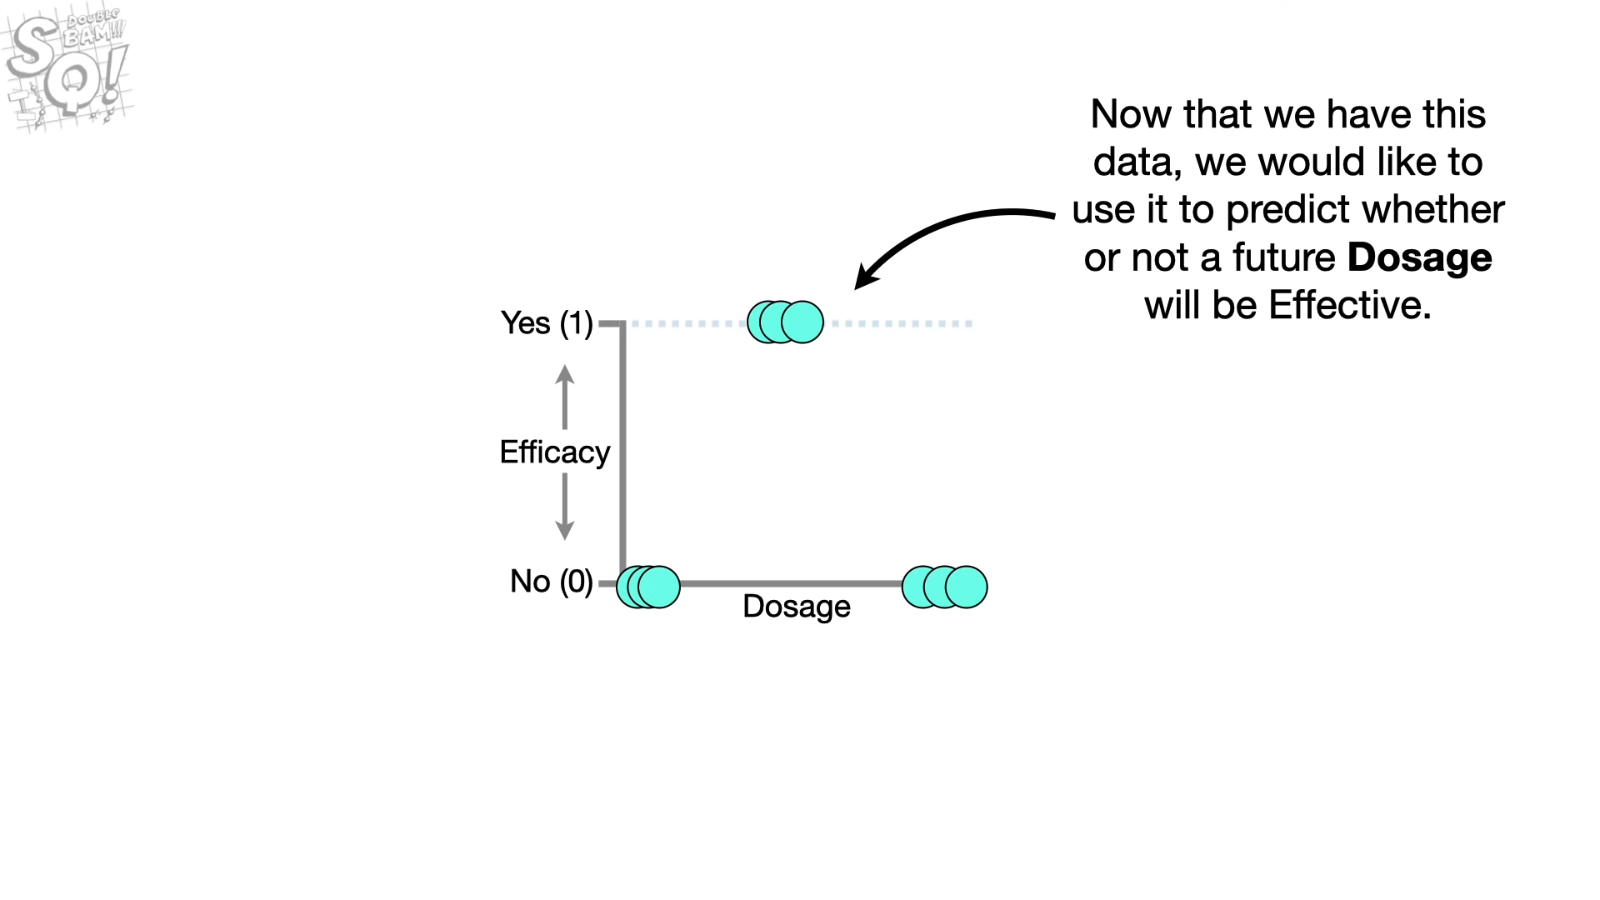 DOUBLE
BAM!!!
SQ!
Now that we have this
data, we would like to
use it to predict whether
or not a future Dosage
will be Effective.
Yes (1)
Efficacy
No (0)
Dosage